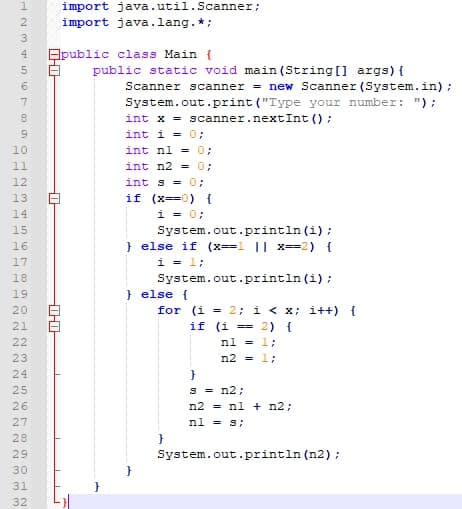 1 import java.util.Scanner;
2 import java.lang.*;
3
4 public class Main {
5 public static void main(String[] args){
6 Scanner scanner = new Scanner(System.in);
7 System.out.print("Type your number: ");
8 int x = scanner.nextInt();
9 int i = 0;
10 int n1 = 0;
11 int n2 = 0;
12 int s = 0;
13 if (x==0) {
14 i = 0;
15 System.out.println(i);
16 } else if (x==1 || x==2) {
17 i = 1;
18 System.out.println(i);
19 } else {
20 for (i = 2; i < x; i++) {
21 if (i == 2) {
22 n1 = 1;
23 n2 = 1;
24 }
25 s = n2;
26 n2 = n1 + n2;
27 n1 = s;
28 }
29 System.out.println(n2);
30 }
31 }
32 }